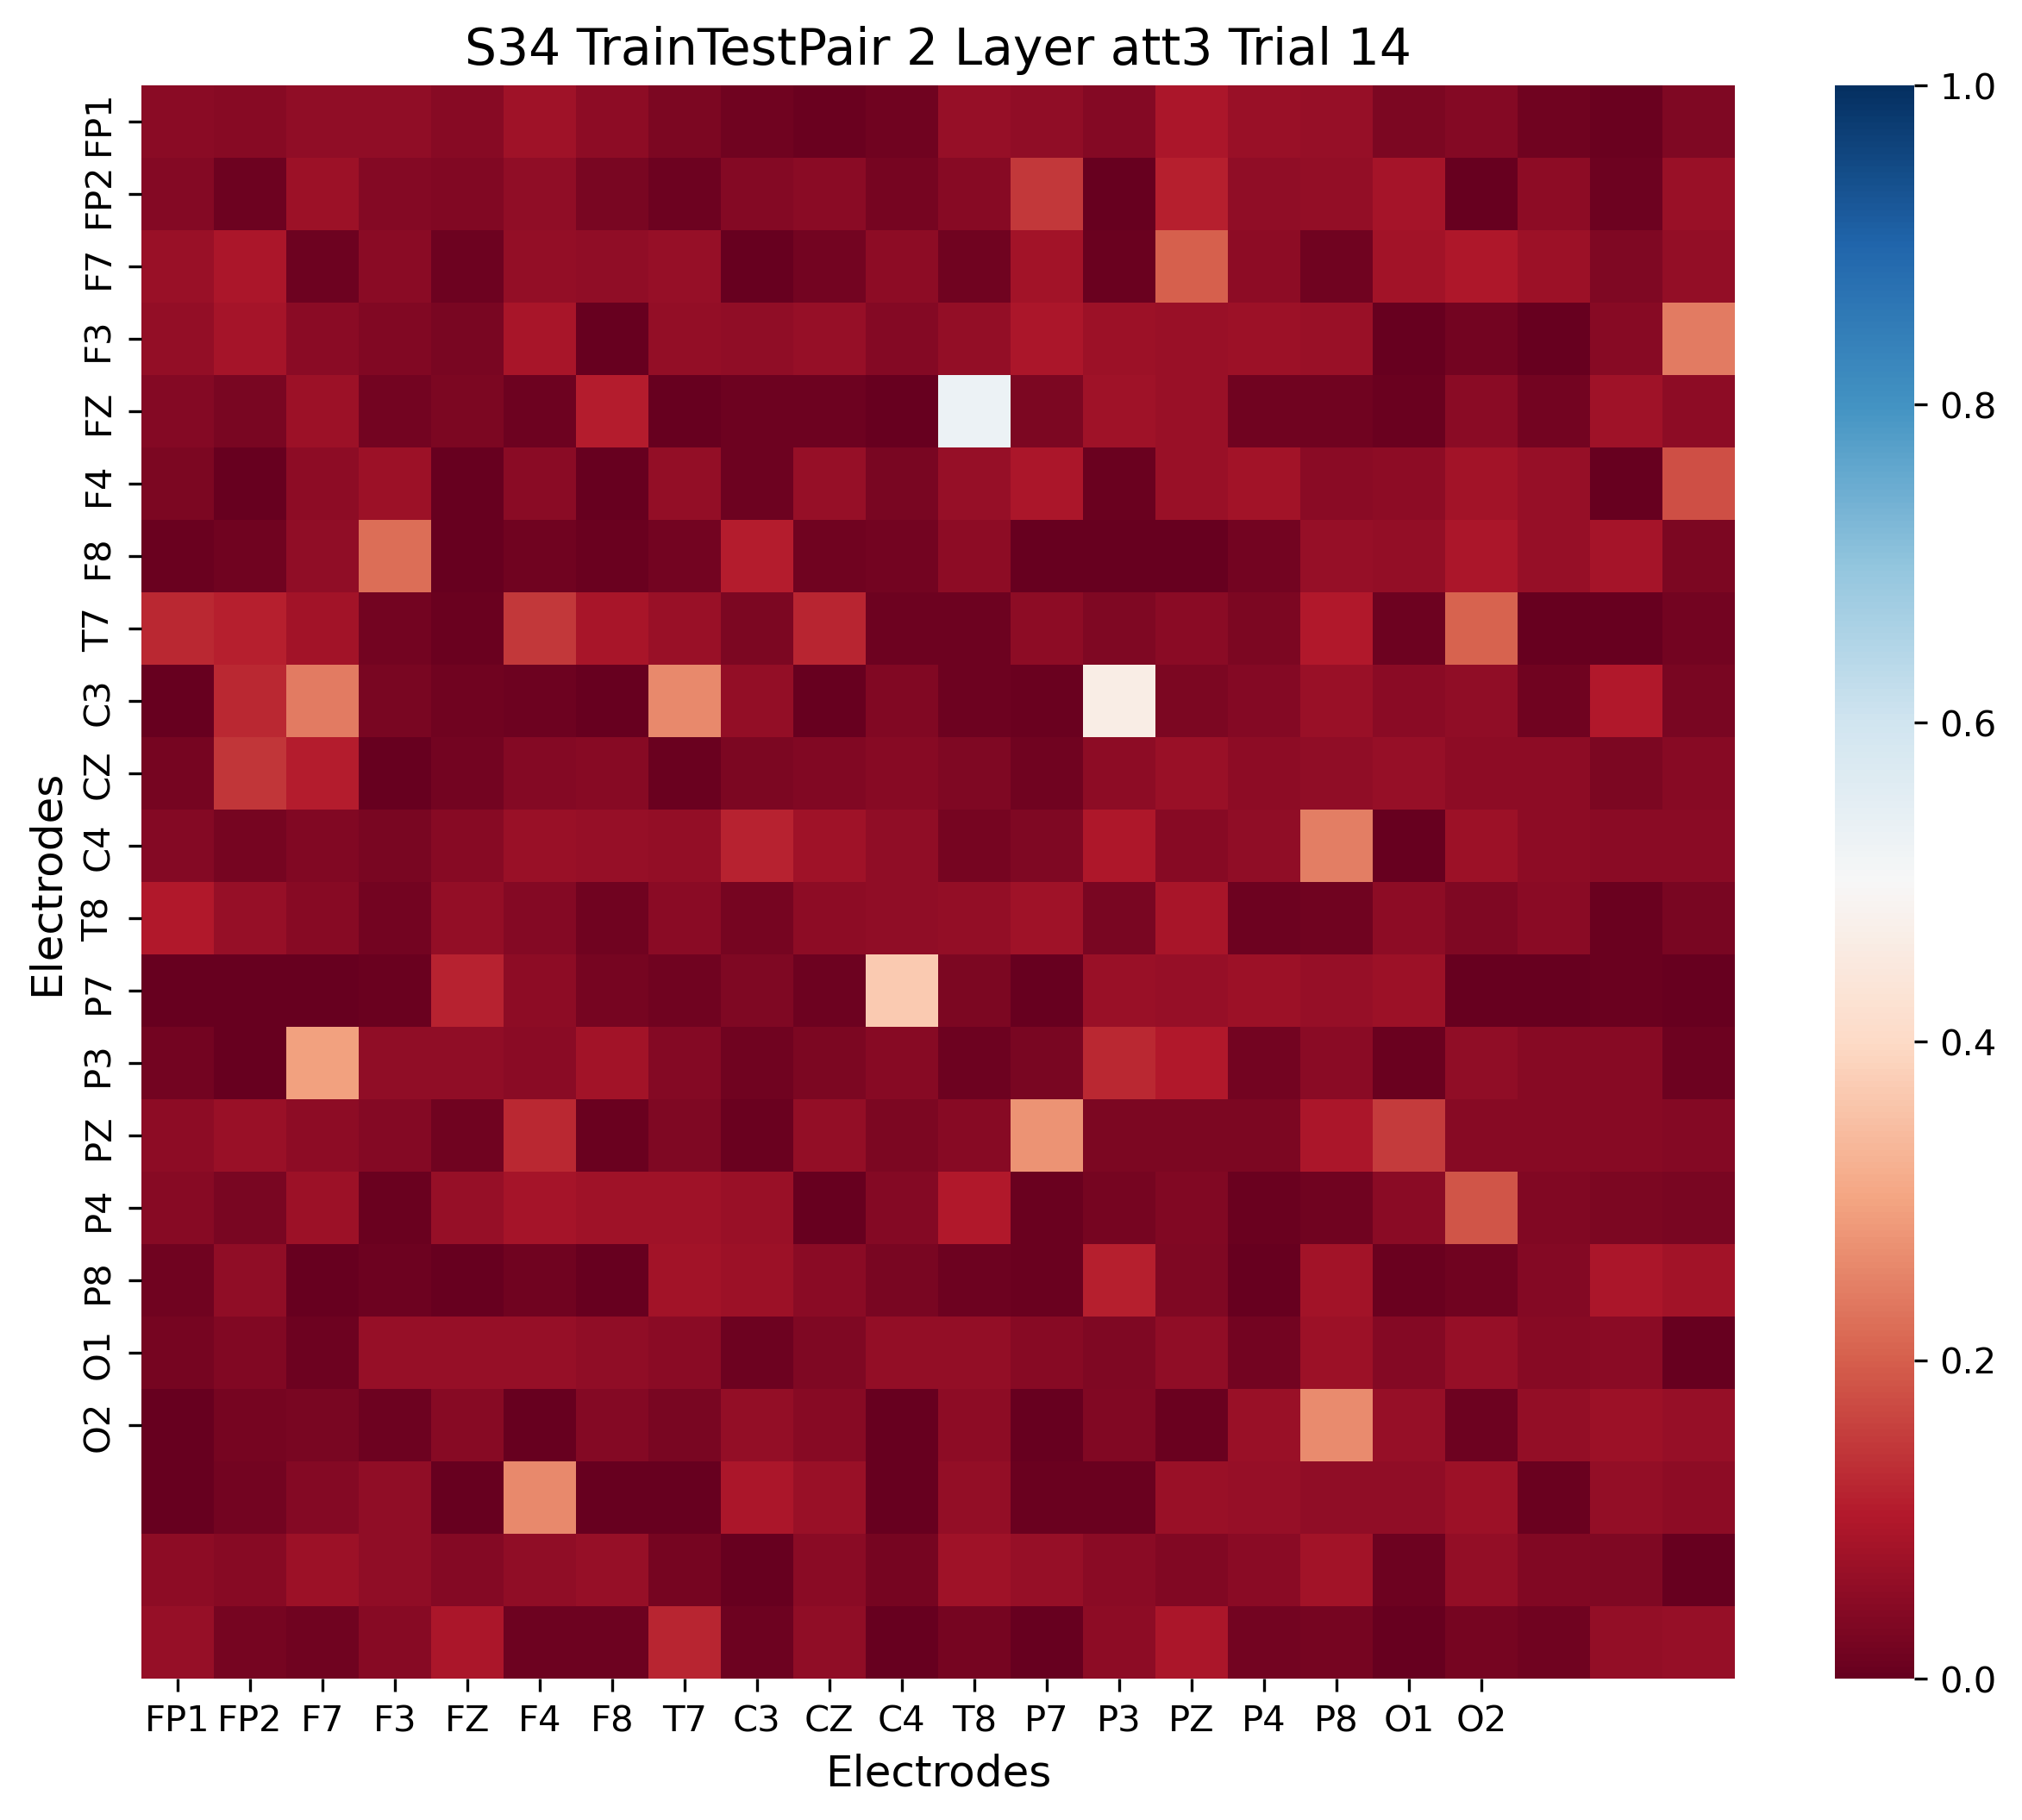 S34 TrainTestPair 2 Layer att3 Trial 14
Electrodes
FP1
FP2
F7
F3
FZ
F4
F8
T7
C3
CZ
C4
T8
P7
P3
PZ
P4
P8
O1
O2
FP1 FP2 F7 F3 FZ F4 F8 T7 C3 CZ C4 T8 P7 P3 PZ P4 P8 O1 O2
Electrodes
1.0
0.8
0.6
0.4
0.2
0.0